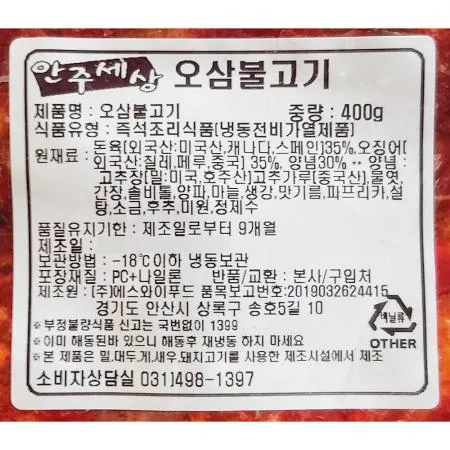 안주세상 오삼불고기
제품명 : 오삼불고기 중량 : 400g
식품유형 : 즉석조리식품[냉동전비가열제품]
원재료 : 돈육[외국산:미국산,캐나다,스페인]35%,오징어[
외국산:칠레,페루,중국] 35%, 양념30% ** 양념 :
고추장[밀:미국,호주산]고추가루[중국산],물엿,
간장,솔비톨,양파,마늘,생강,맛기름,파프리카,설
탕,소금,후추,미원,정제수
품질유지기한 : 제조일로부터 9개월
제조일 :
보관방법 : -18℃이하 냉동보관
포장재질 : PC+나일론 반품/교환 : 본사/구입처
제조원 : [주]에스와이푸드 품목보고번호:2019032624415
경기도 안산시 상록구 송호5길 10
※부정불량식품 신고는 국번없이 1399
※이미 해동된바 있으니 해동후 재냉동 하지 마세요
※본 제품은 밀,대두,게,새우,돼지고기를 사용한 제조시설에서 제조
비닐류
OTHER
소비자상담실 031)498-1397